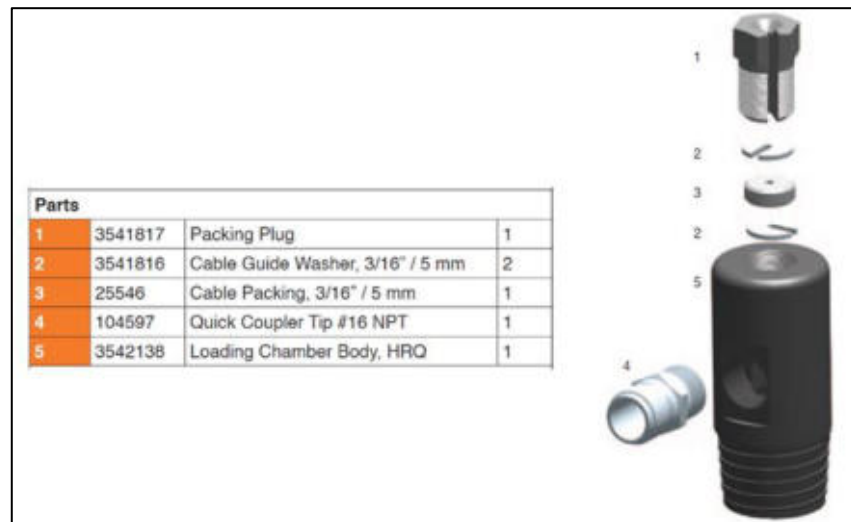 Parts
1 3541817 Packing Plug 1
2 3541816 Cable Guide Washer, 3/16" / 5 mm 2
3 25546 Cable Packing, 3/16" / 5 mm 1
4 104597 Quick Coupler Tip #16 NPT 1
5 3542138 Loading Chamber Body, HRQ 1
1
2
3
2
5
4